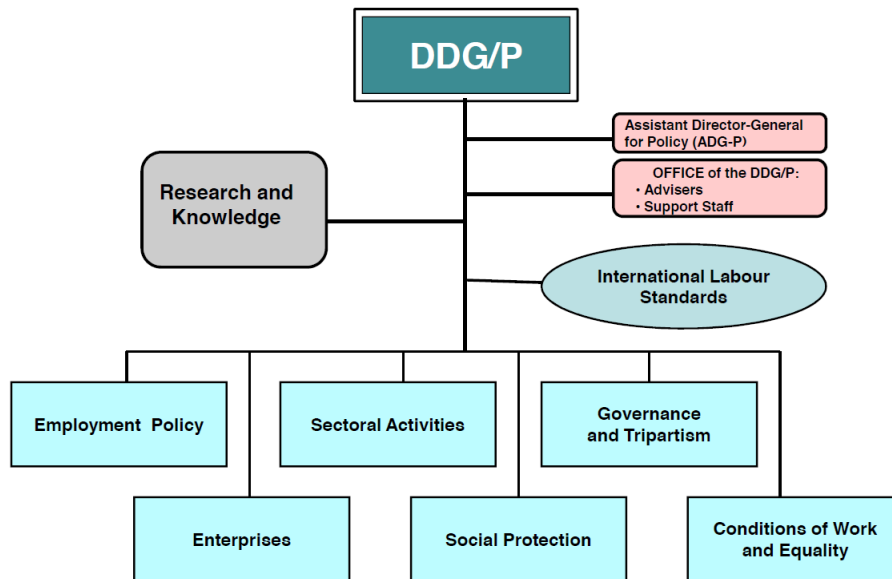 DDG/P
Assistant Director-General
for Policy (ADG-P)
OFFICE of the DDG/P:
• Advisers
• Support Staff
Research and
Knowledge
International Labour
Standards
Employment Policy
Sectoral Activities
Governance
and Tripartism
Enterprises
Social Protection
Conditions of Work
and Equality